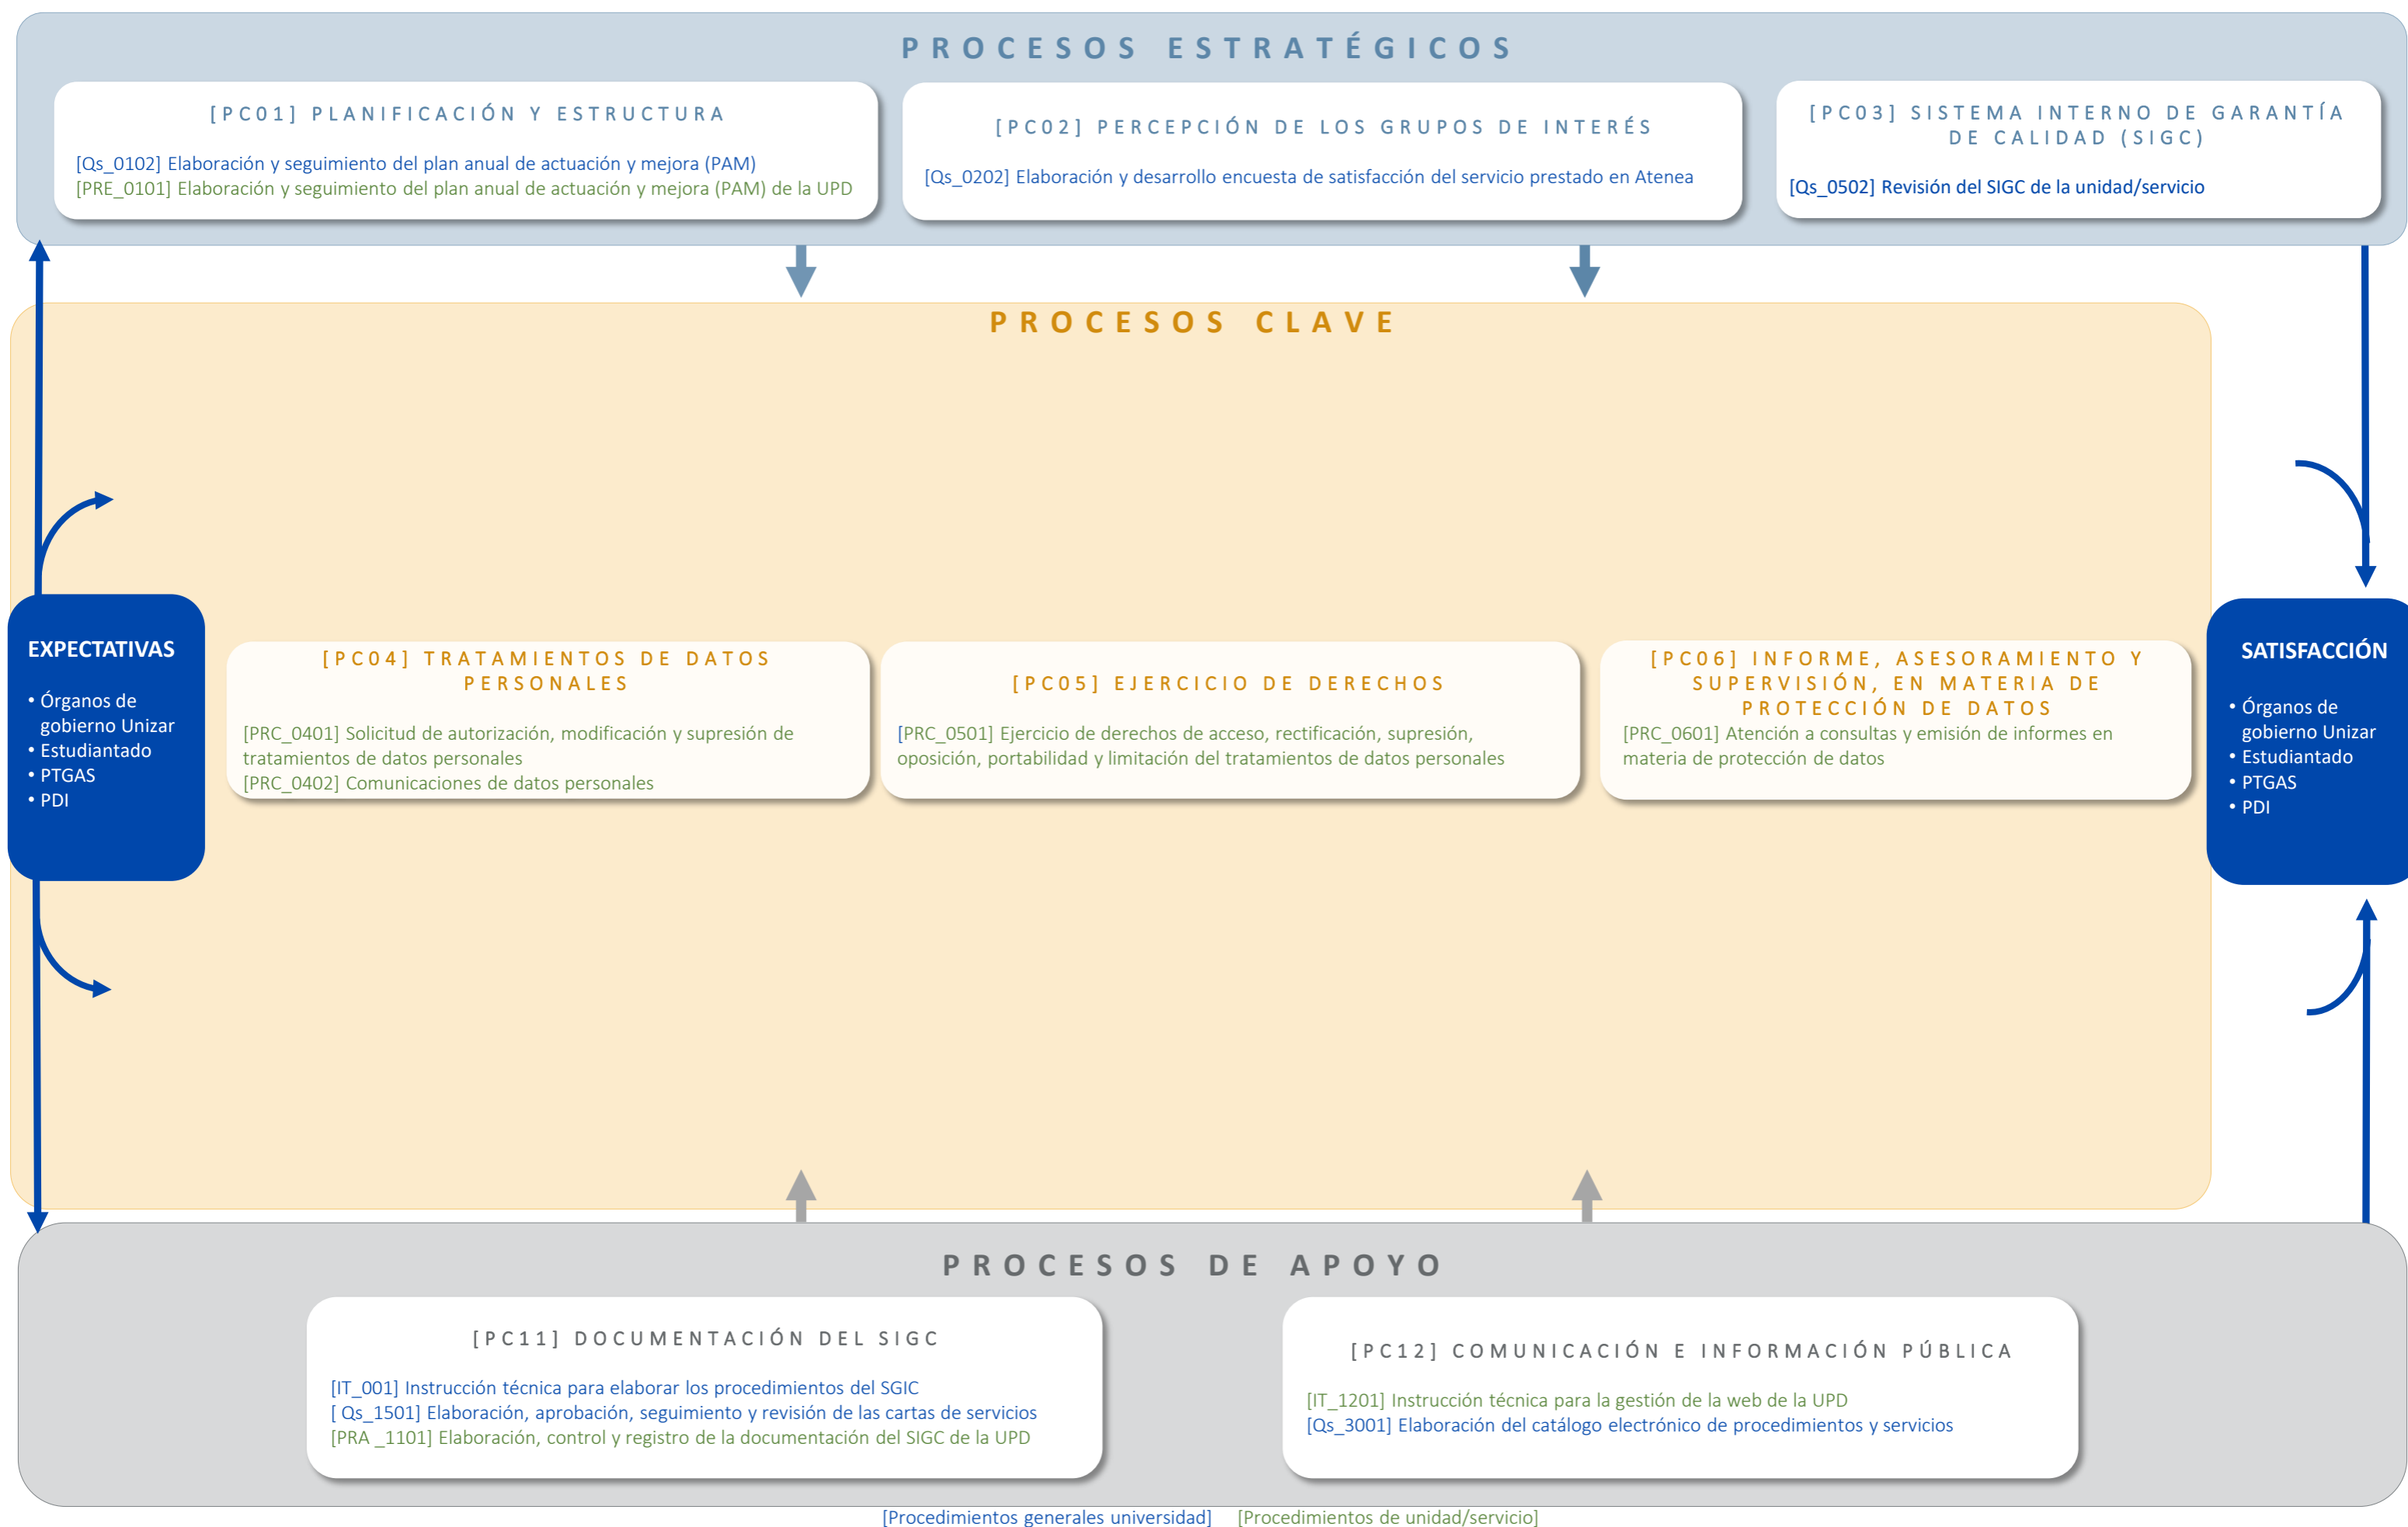 PROCESOS ESTRATÉGICOS
[PC01] PLANIFICACIÓN Y ESTRUCTURA
[Qs_0102] Elaboración y seguimiento del plan anual de actuación y mejora (PAM)
[PRE_0101] Elaboración y seguimiento del plan anual de actuación y mejora (PAM) de la UPD
[PC02] PERCEPCIÓN DE LOS GRUPOS DE INTERÉS
[Qs_0202] Elaboración y desarrollo encuesta de satisfacción del servicio prestado en Atenea
[PC03] SISTEMA INTERNO DE GARANTÍA
DE CALIDAD (SIGC)
[Qs_0502] Revisión del SIGC de la unidad/servicio
PROCESOS CLAVE
EXPECTATIVAS
• Órganos de
gobierno Unizar
• Estudiantado
• PTGAS
• PDI
[PC04] TRATAMIENTOS DE DATOS
PERSONALES
[PRC_0401] Solicitud de autorización, modificación y supresión de
tratamientos de datos personales
[PRC_0402] Comunicaciones de datos personales
[PC05] EJERCICIO DE DERECHOS
[PRC_0501] Ejercicio de derechos de acceso, rectificación, supresión,
oposición, portabilidad y limitación del tratamientos de datos personales
[PC06] INFORME, ASESORAMIENTO Y
SUPERVISIÓN, EN MATERIA DE
PROTECCIÓN DE DATOS
[PRC_0601] Atención a consultas y emisión de informes en
materia de protección de datos
SATISFACCIÓN
• Órganos de
gobierno Unizar
• Estudiantado
• PTGAS
• PDI
PROCESOS DE APOYO
[PC11] DOCUMENTACIÓN DEL SIGC
[IT_001] Instrucción técnica para elaborar los procedimientos del SGIC
[ Qs_1501] Elaboración, aprobación, seguimiento y revisión de las cartas de servicios
[PRA _1101] Elaboración, control y registro de la documentación del SIGC de la UPD
[PC12] COMUNICACIÓN E INFORMACIÓN PÚBLICA
[IT_1201] Instrucción técnica para la gestión de la web de la UPD
[Qs_3001] Elaboración del catálogo electrónico de procedimientos y servicios
[Procedimientos generales universidad] [Procedimientos de unidad/servicio]